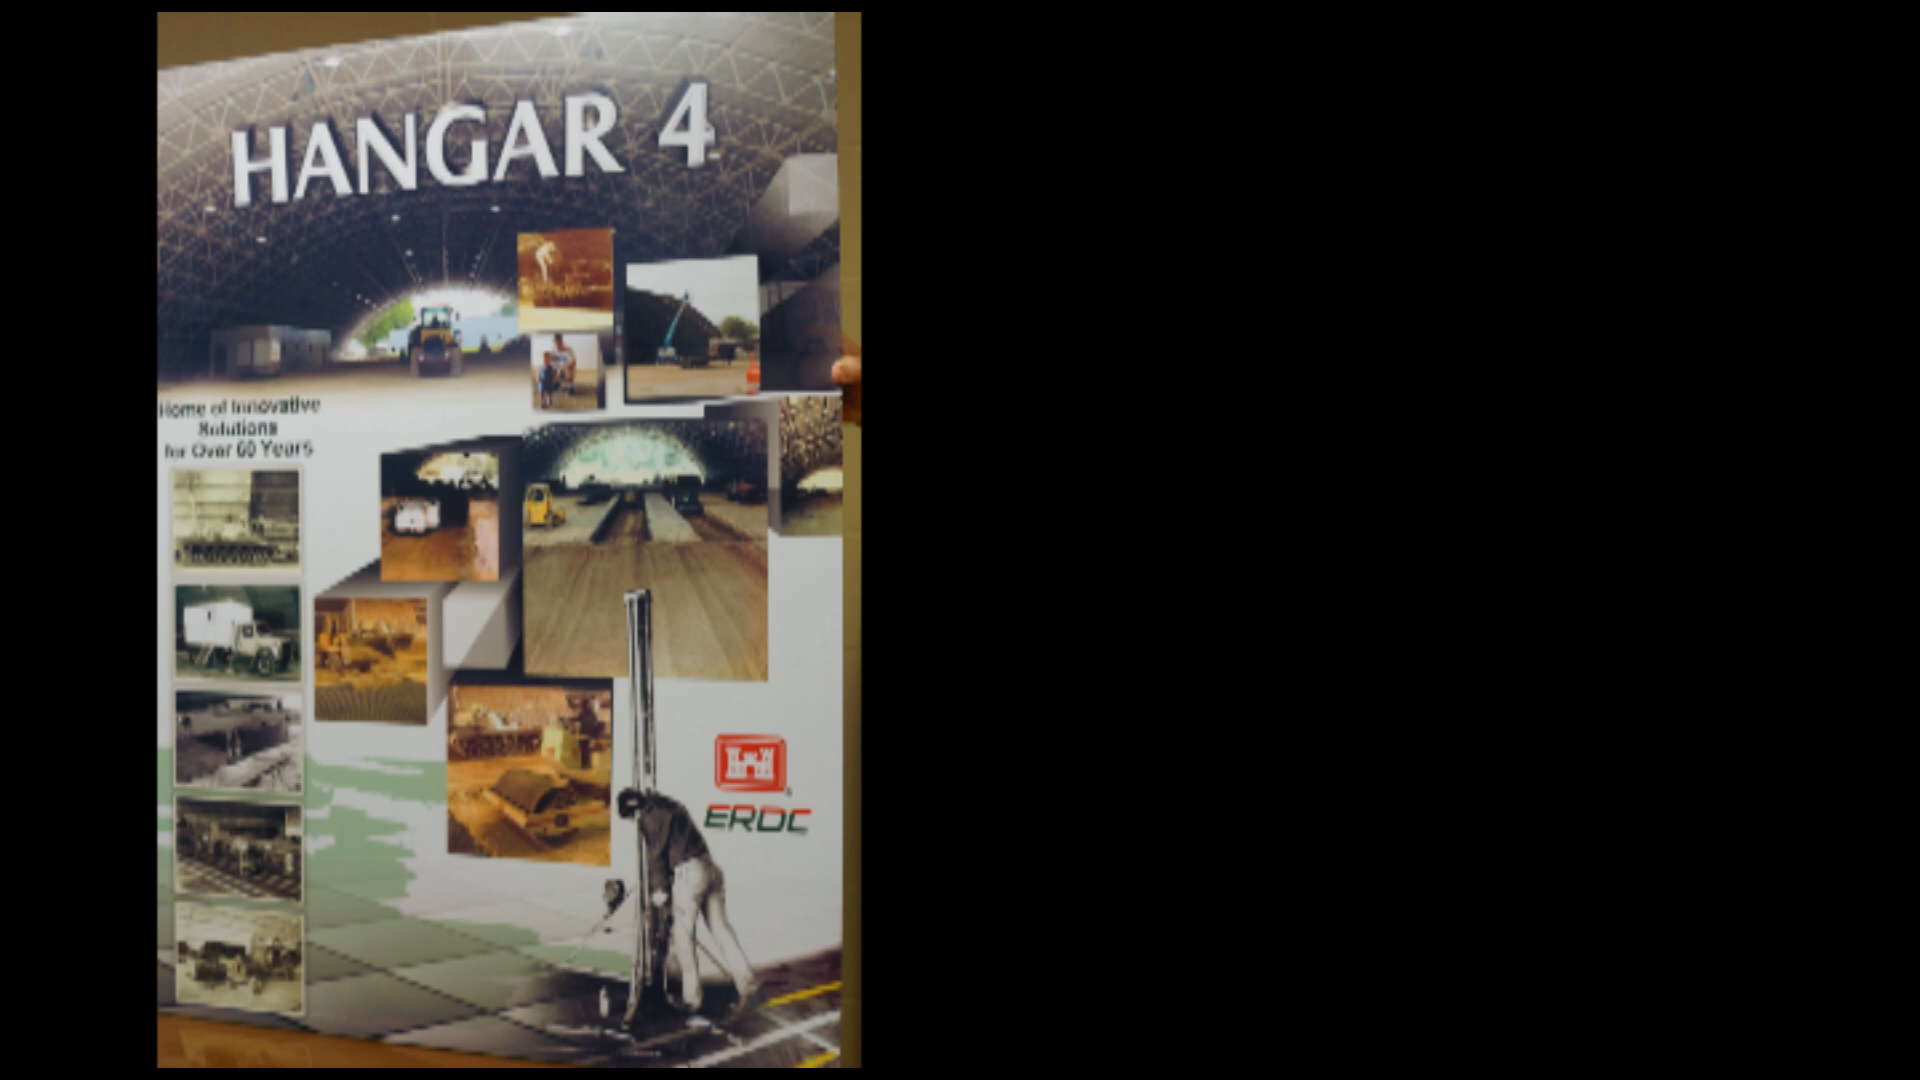 HANGAR 4
Home of Innovative
Solutions
for Over 60 Years
ERDC